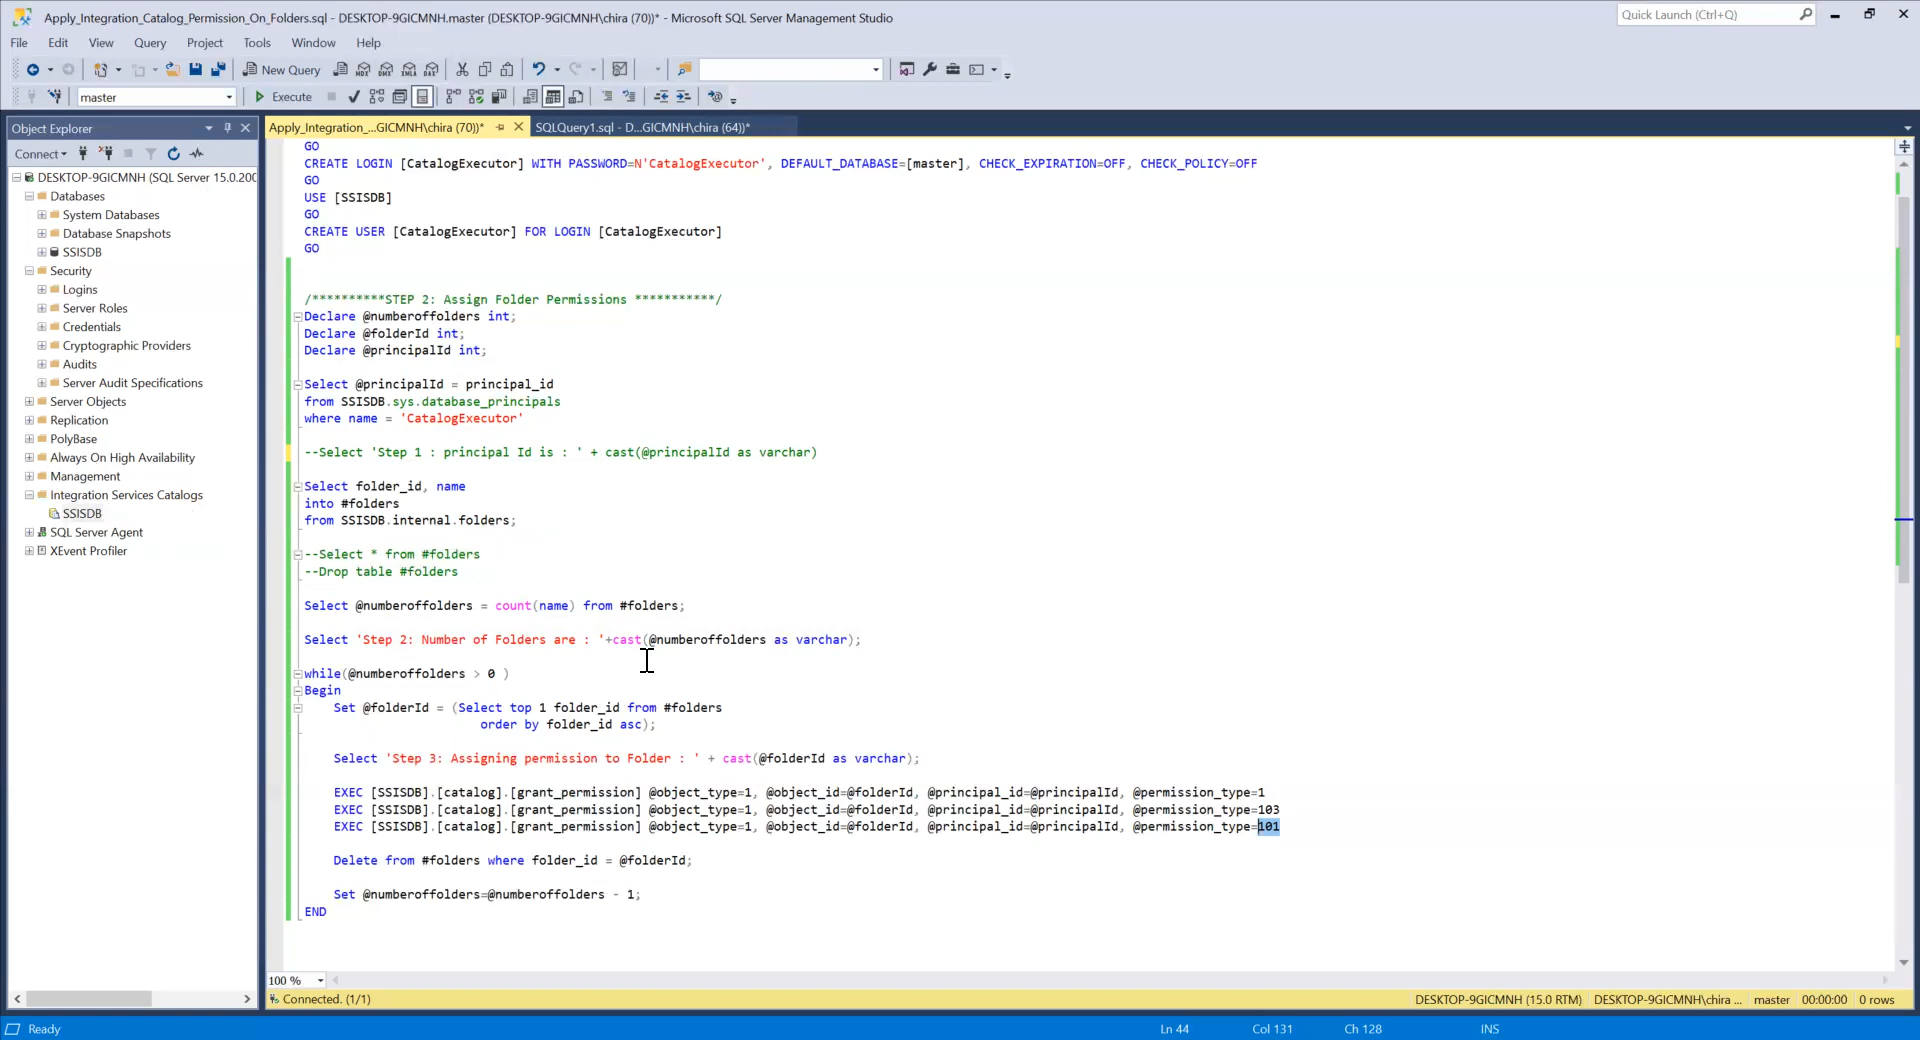 Apply_Integration_Catalog_Permission_On_Folders.sql - DESKTOP-9GICMNH.master (DESKTOP-9GICMNH\chira (70))* - Microsoft SQL Server Management Studio
Quick Launch (Ctrl+Q)
File Edit View Query Project Tools Window Help
New Query
MDX DMX XMLA DAX
master
Execute
Object Explorer
Apply_Integration_...GICMNH\chira (70))*
SQLQuery1.sql - D...GICMNH\chira (64))*
Connect
DESKTOP-9GICMNH (SQL Server 15.0.200
Databases
System Databases
Database Snapshots
SSISDB
Security
Logins
Server Roles
Credentials
Cryptographic Providers
Audits
Server Audit Specifications
Server Objects
Replication
PolyBase
Always On High Availability
Management
Integration Services Catalogs
SSISDB
SQL Server Agent
XEvent Profiler
GO
CREATE LOGIN [CatalogExecutor] WITH PASSWORD=N'CatalogExecutor', DEFAULT_DATABASE=[master], CHECK_EXPIRATION=OFF, CHECK_POLICY=OFF
GO
USE [SSISDB]
GO
CREATE USER [CatalogExecutor] FOR LOGIN [CatalogExecutor]
GO
/**********STEP 2: Assign Folder Permissions ***********/
Declare @numberoffolders int;
Declare @folderId int;
Declare @principalId int;
Select @principalId = principal_id
from SSISDB.sys.database_principals
where name = 'CatalogExecutor'
--Select 'Step 1 : principal Id is : ' + cast(@principalId as varchar)
Select folder_id, name
into #folders
from SSISDB.internal.folders;
--Select * from #folders
--Drop table #folders
Select @numberoffolders = count(name) from #folders;
Select 'Step 2: Number of Folders are : '+cast(@numberoffolders as varchar);
while(@numberoffolders > 0 )
Begin
Set @folderId = (Select top 1 folder_id from #folders
order by folder_id asc);
Select 'Step 3: Assigning permission to Folder : ' + cast(@folderId as varchar);
EXEC [SSISDB].[catalog].[grant_permission] @object_type=1, @object_id=@folderId, @principal_id=@principalId, @permission_type=1
EXEC [SSISDB].[catalog].[grant_permission] @object_type=1, @object_id=@folderId, @principal_id=@principalId, @permission_type=103
EXEC [SSISDB].[catalog].[grant_permission] @object_type=1, @object_id=@folderId, @principal_id=@principalId, @permission_type=101
Delete from #folders where folder_id = @folderId;
Set @numberoffolders=@numberoffolders - 1;
END
100 %
Connected. (1/1)
DESKTOP-9GICMNH (15.0 RTM) DESKTOP-9GICMNH\chira ... master 00:00:00 0 rows
Ready
Ln 44 Col 131 Ch 128 INS